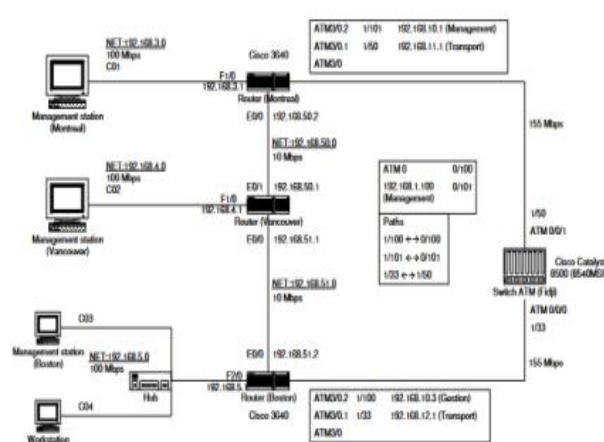 NET:192.168.3.0
100 Mbps
C01
Management station
(Montreal)
F1/0
192.168.3.1
Cisco 3640
Router (Montreal)
ATM3/0.2 1/101 192.168.10.1 (Management)
ATM3/0.1 1/50 192.168.11.1 (Transport)
ATM3/0
E0/0 192.168.50.2
NET:192.168.50.0
10 Mbps
155 Mbps
NET:192.168.4.0
100 Mbps
C02
Management station
(Vancouver)
E0/1 192.168.50.1
F1/0
192.168.4.1
Router (Vancouver)
E0/0 192.168.51.1
ATM 0 0/100
192.168.1.100 0/101
(Management)
Paths
1/100 ↔ 0/100
1/101 ↔ 0/101
1/33 ↔ 1/50
1/50
ATM 0/0/1
Cisco Catalyst
8500 (8540MSR)
Switch ATM (Fidji)
ATM 0/0/0
1/33
NET:192.168.51.0
10 Mbps
C03
Management station
(Boston)
NET:192.168.5.0
100 Mbps
Hub
C04
Workstation
E0/0 192.168.51.2
F2/0
192.168.5.
Router (Boston)
Cisco 3640
155 Mbps
ATM3/0.2 1/100 192.168.10.3 (Gestion)
ATM3/0.1 1/33 192.168.12.1 (Transport)
ATM3/0